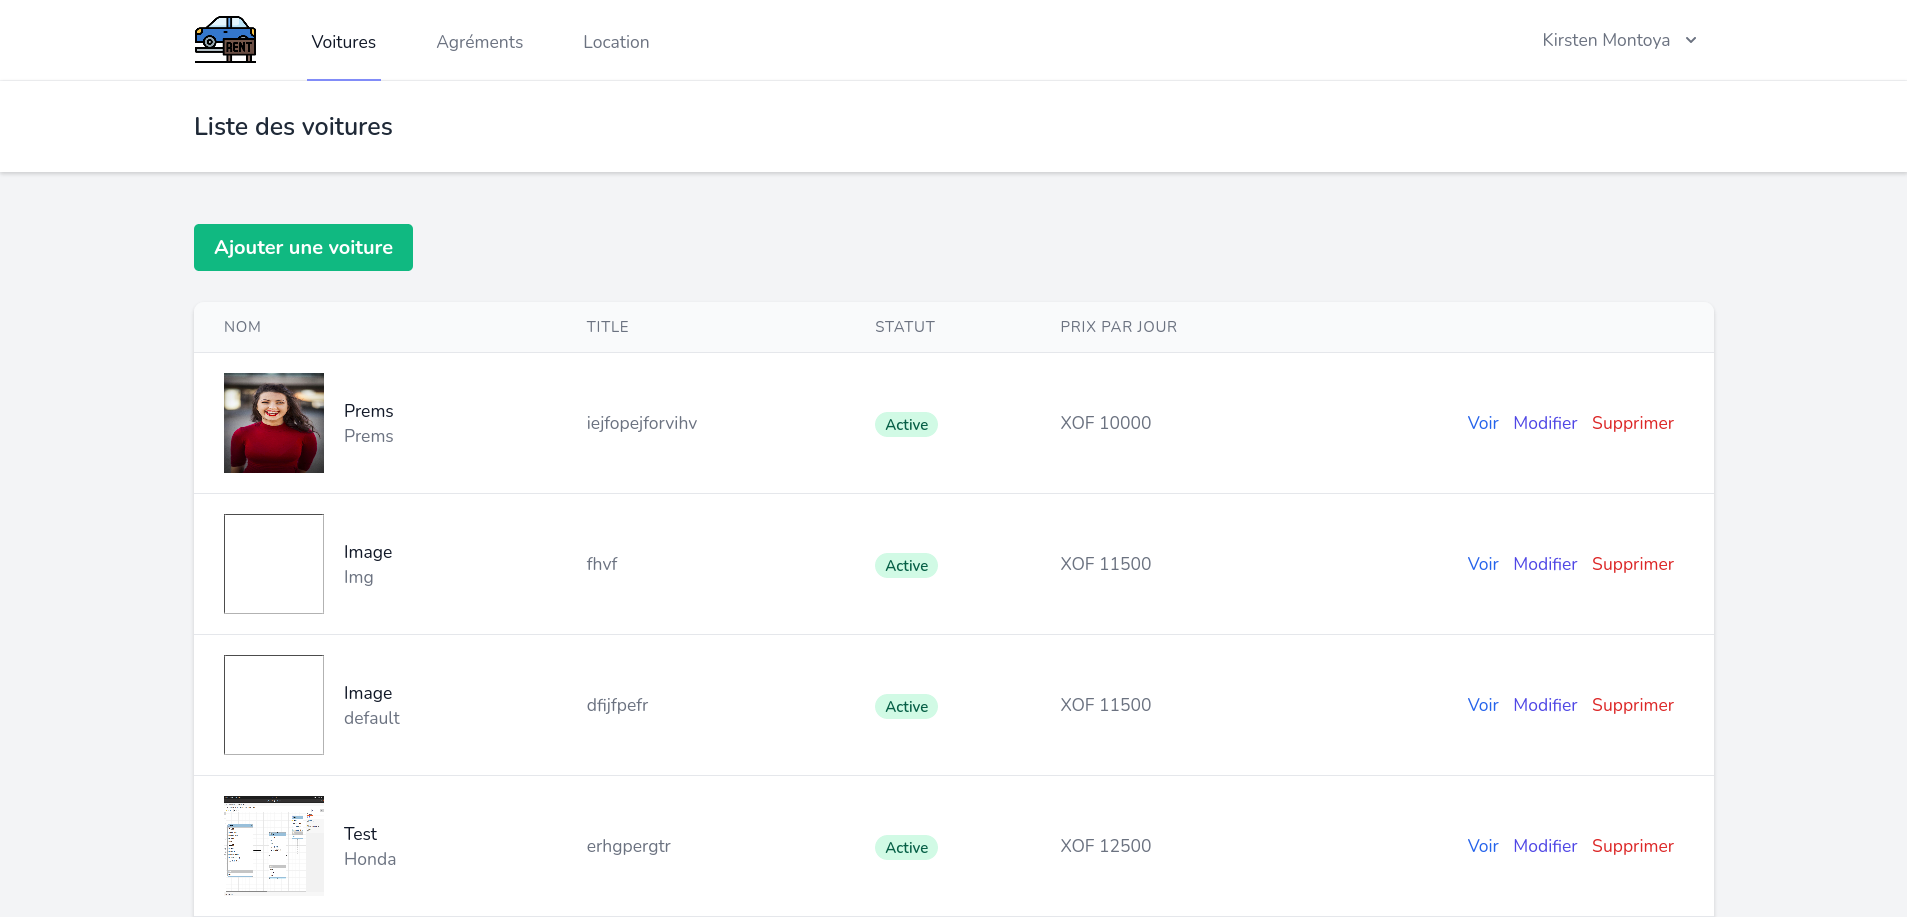 RENT
Voitures
Agréments
Location
Kirsten Montoya
Liste des voitures
Ajouter une voiture
NOM TITLE STATUT PRIX PAR JOUR
Prems
Prems
iejfopejforvihv
Active
XOF 10000
Voir Modifier Supprimer
Image
Img
fhvf
Active
XOF 11500
Voir Modifier Supprimer
Image
default
dfijfpefr
Active
XOF 11500
Voir Modifier Supprimer
Test
Honda
erhgpergtr
Active
XOF 12500
Voir Modifier Supprimer